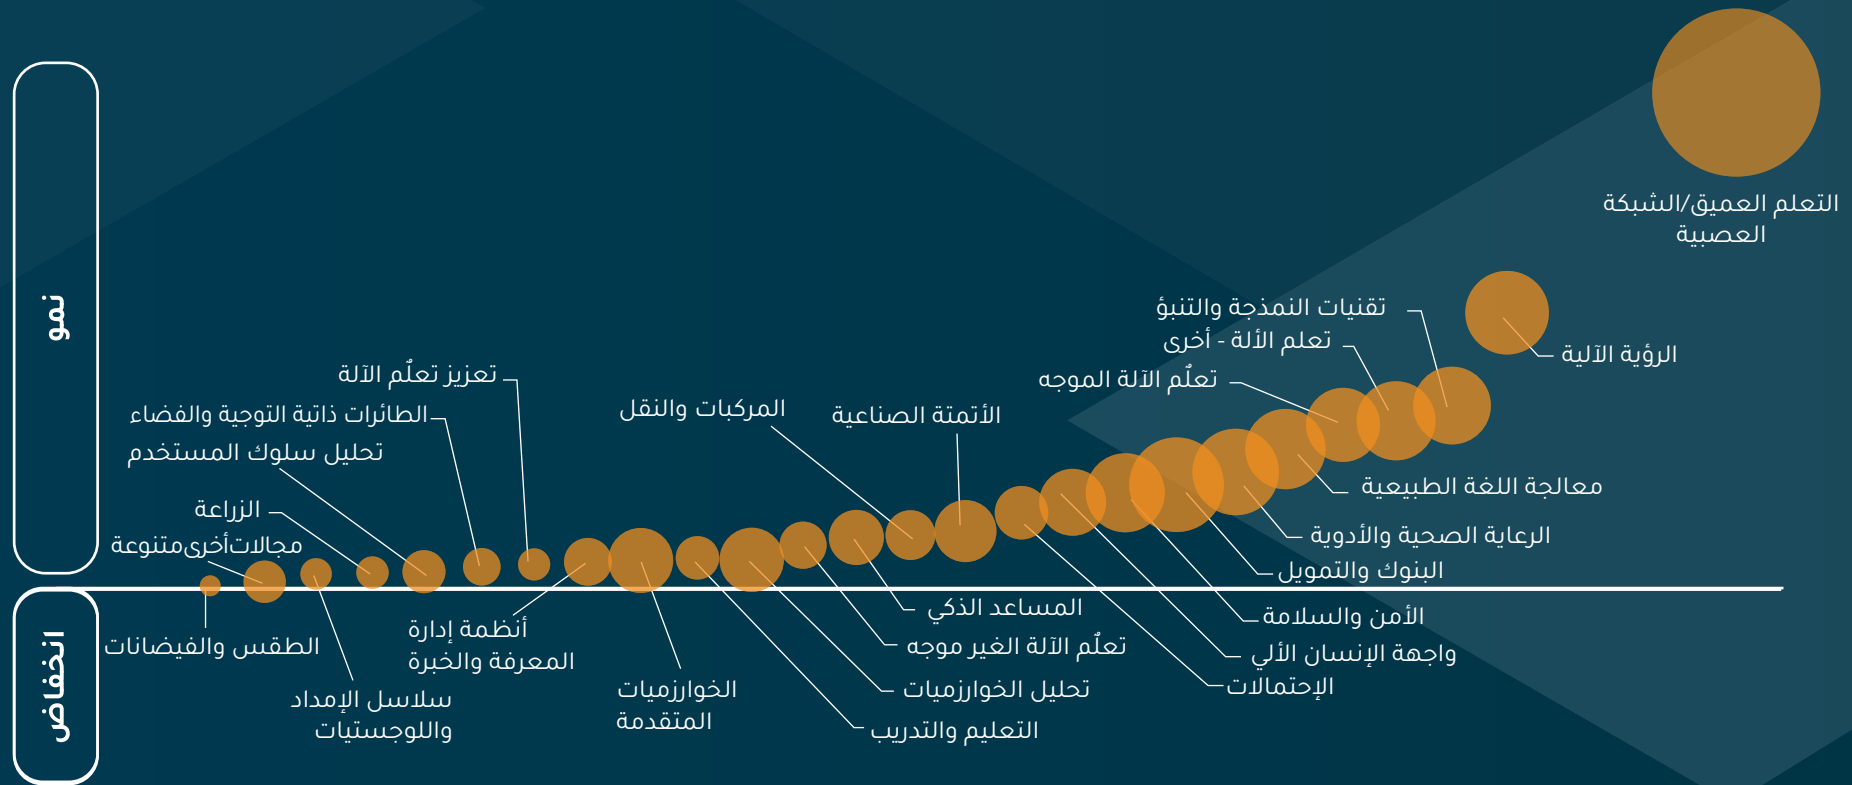 نمو
انخفاض
التعلم العميق/الشبكة
العصبية
الرؤية الآلية
تقنيات النمذجة والتنبؤ
تعلم الألة - أخرى
تعلّم الآلة الموجه
معالجة اللغة الطبيعية
الرعاية الصحية والأدوية
البنوك والتمويل
الأمن والسلامة
واجهة الإنسان الألي
الإحتمالات
الأتمتة الصناعية
المركبات والنقل
المساعد الذكي
تعلّم الآلة الغير موجه
تحليل الخوارزميات
التعليم والتدريب
الخوارزميات
المتقدمة
أنظمة إدارة
المعرفة والخبرة
تعزيز تعلّم الآلة
الطائرات ذاتية التوجية والفضاء
تحليل سلوك المستخدم
الزراعة
سلاسل الإمداد
واللوجستيات
مجالات أخرى متنوعة
الطقس والفيضانات